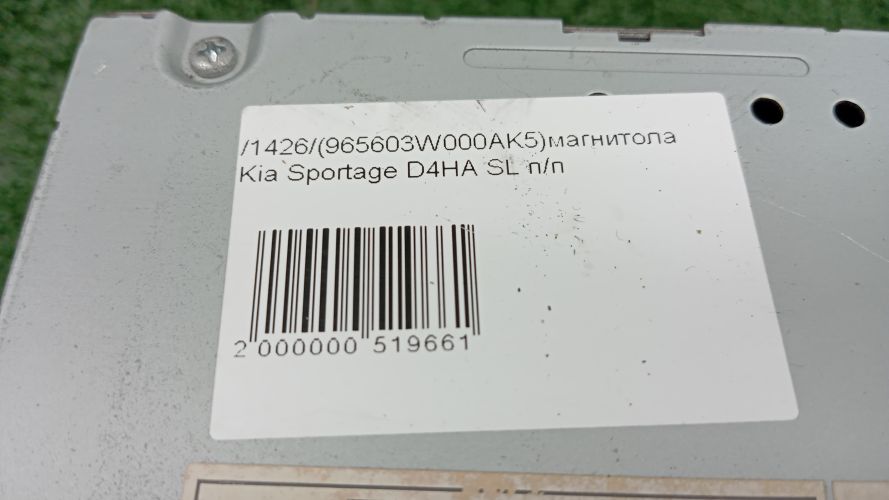 /1426/(965603W000AK5)магнитола
Kia Sportage D4HA SL п/п
2 000000 519661